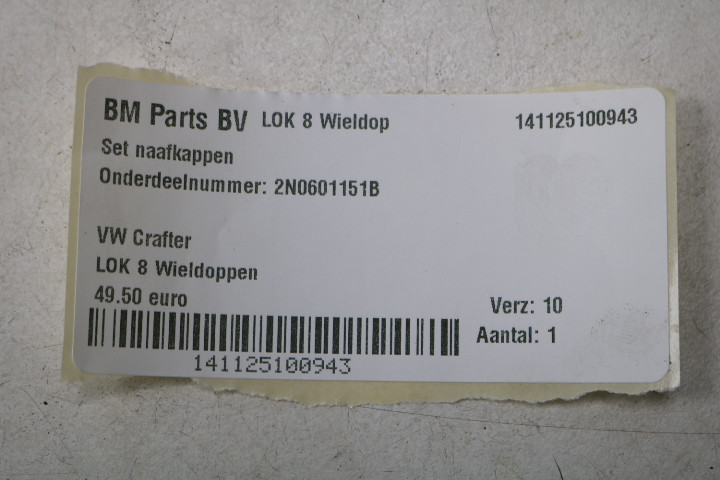 BM Parts BV LOK 8 Wieldop 141125100943
Set naafkappen
Onderdeelnummer: 2N0601151B
VW Crafter
LOK 8 Wieldoppen
49.50 euro
Verz: 10
Aantal: 1
141125100943